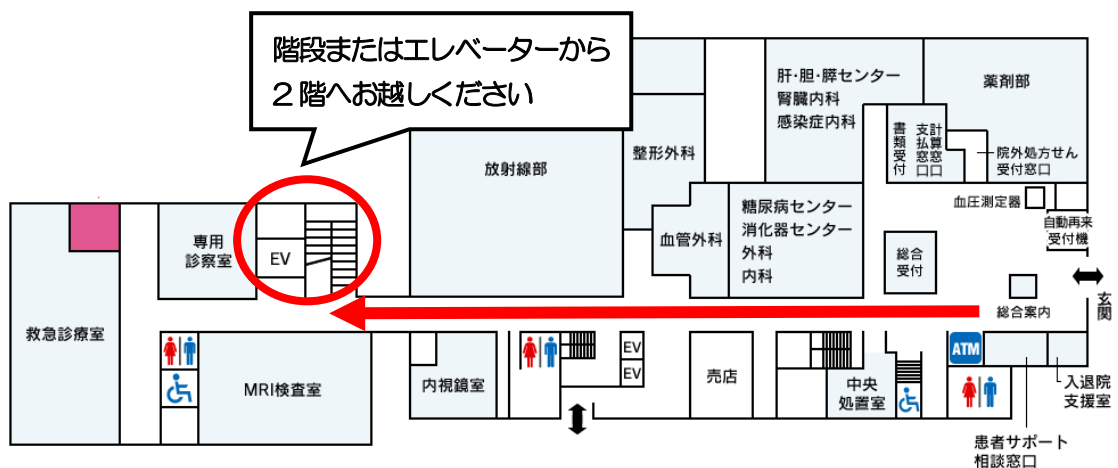 階段またはエレベーターから
2階へお越しください
肝・胆・膵センター
腎臓内科
感染症内科
薬剤部
書類受付
支払窓口
計算窓口
院外処方せん
受付窓口
整形外科
放射線部
血圧測定器
自動再来
受付機
糖尿病センター
消化器センター
外科
内科
血管外科
専用
診察室
EV
総合
受付
総合案内
玄関
救急診療室
MRI検査室
内視鏡室
EV
EV
売店
中央
処置室
ATM
入退院
支援室
患者サポート
相談窓口